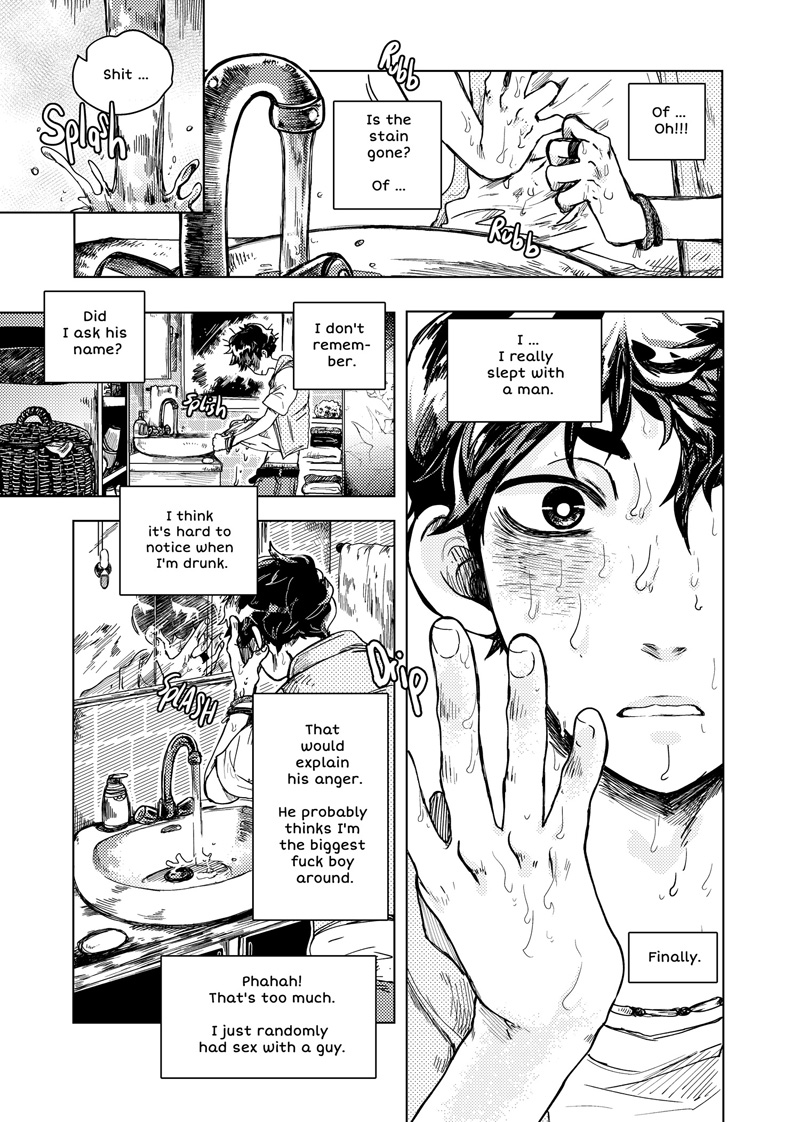 Shit ...
Splash
Rubb
Is the
stain
gone?
Of ...
Of ...
Oh!!!
Rubb
Did
I ask his
name?
I don't
remem-
ber.
Splish
I ...
I really
slept with
a man.
I think
it's hard to
notice when
I'm drunk.
SPLASH
Drip
That
would
explain
his anger.
He probably
thinks I'm
the biggest
fuck boy
around.
Phahah!
That's too much.
I just randomly
had sex with a guy.
Finally.